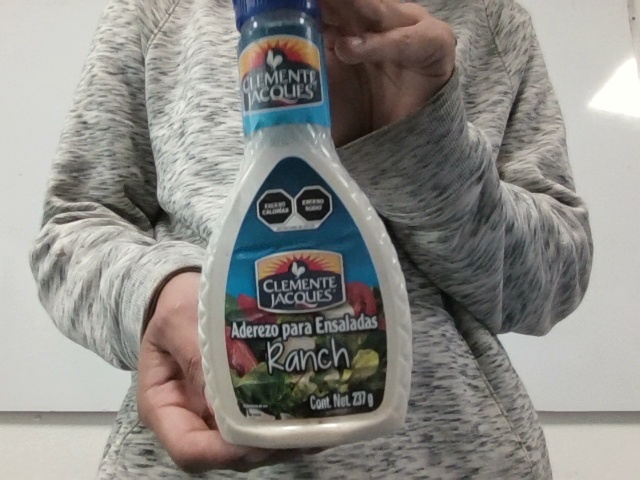 CLEMENTE
JACQUES
EXCESO CALORÍAS
EXCESO SODIO
CLEMENTE
JACQUES
Aderezo para Ensaladas
Ranch
Cont. Net. 237 g